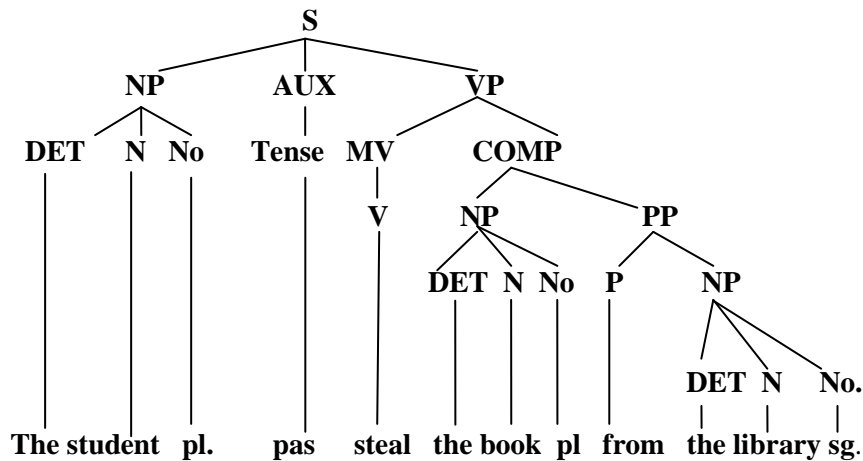 S
NP AUX VP
DET N No Tense MV COMP
V NP PP
DET N No P NP
DET N No.
The student pl. pas steal the book pl from the library sg.